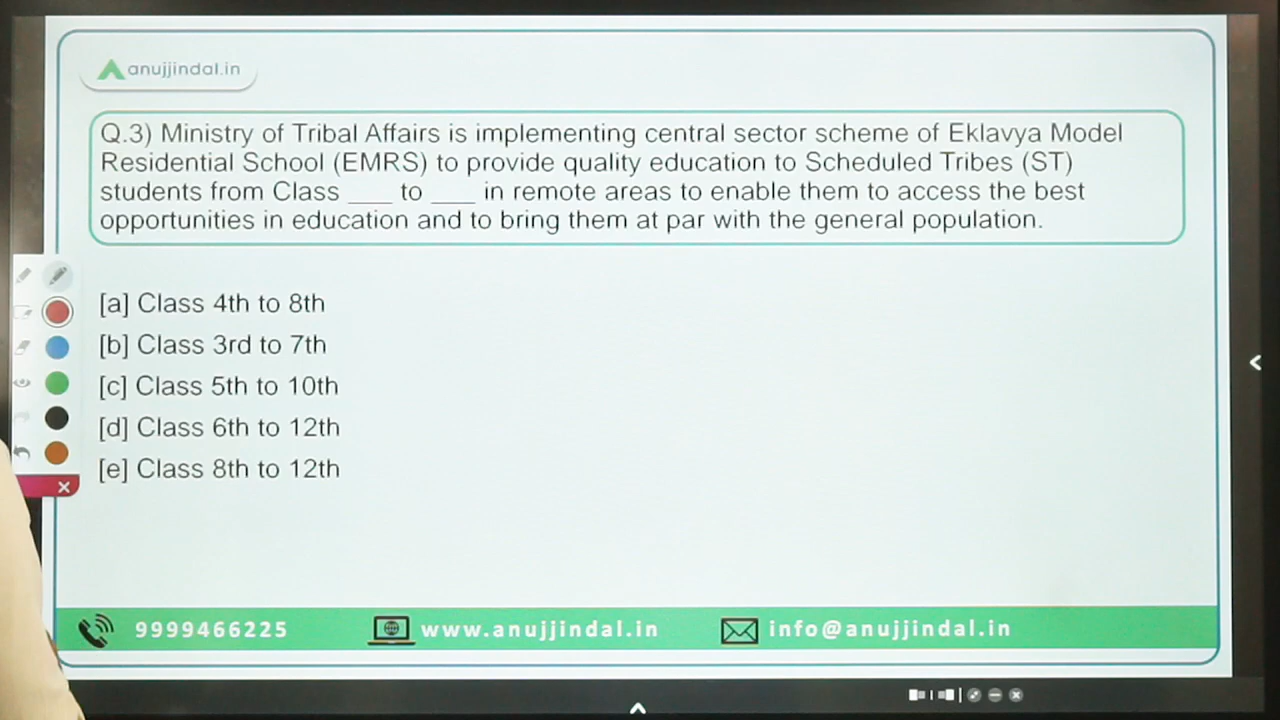 anujjindal.in
Q.3) Ministry of Tribal Affairs is implementing central sector scheme of Eklavya Model
Residential School (EMRS) to provide quality education to Scheduled Tribes (ST)
students from Class ___ to ___ in remote areas to enable them to access the best
opportunities in education and to bring them at par with the general population.
[a] Class 4th to 8th
[b] Class 3rd to 7th
[c] Class 5th to 10th
[d] Class 6th to 12th
[e] Class 8th to 12th
9999466225 www.anujjindal.in info@anujjindal.in